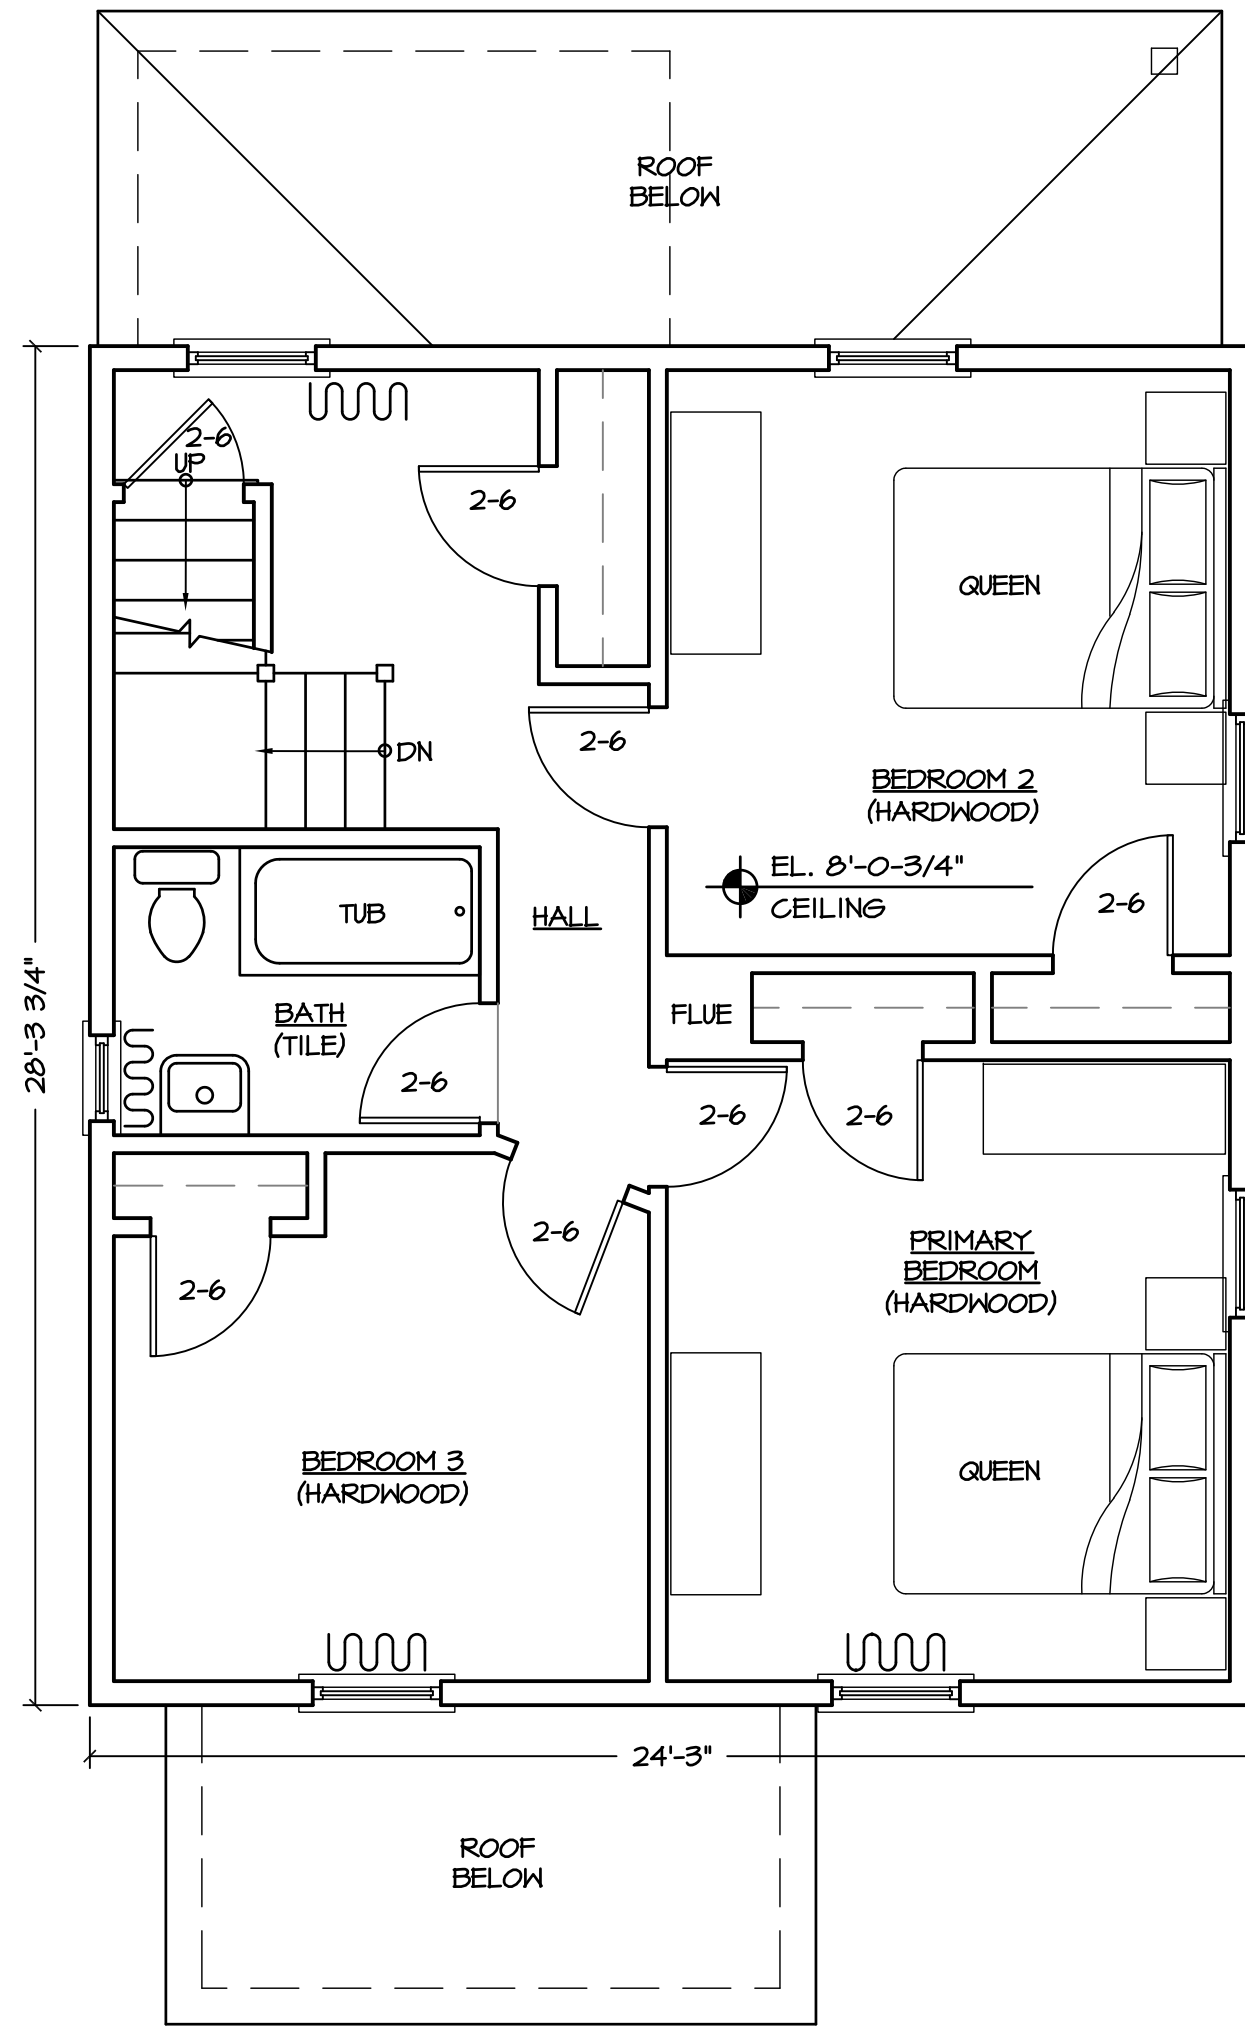 ROOF
BELOW
2-6
UP
2-6
QUEEN
2-6
DN
BEDROOM 2
(HARDWOOD)
EL. 8'-0-3/4"
CEILING
2-6
TUB
HALL
28'-3 3/4"
BATH
(TILE)
FLUE
2-6
2-6
2-6
2-6
2-6
PRIMARY
BEDROOM
(HARDWOOD)
BEDROOM 3
(HARDWOOD)
QUEEN
24'-3"
ROOF
BELOW